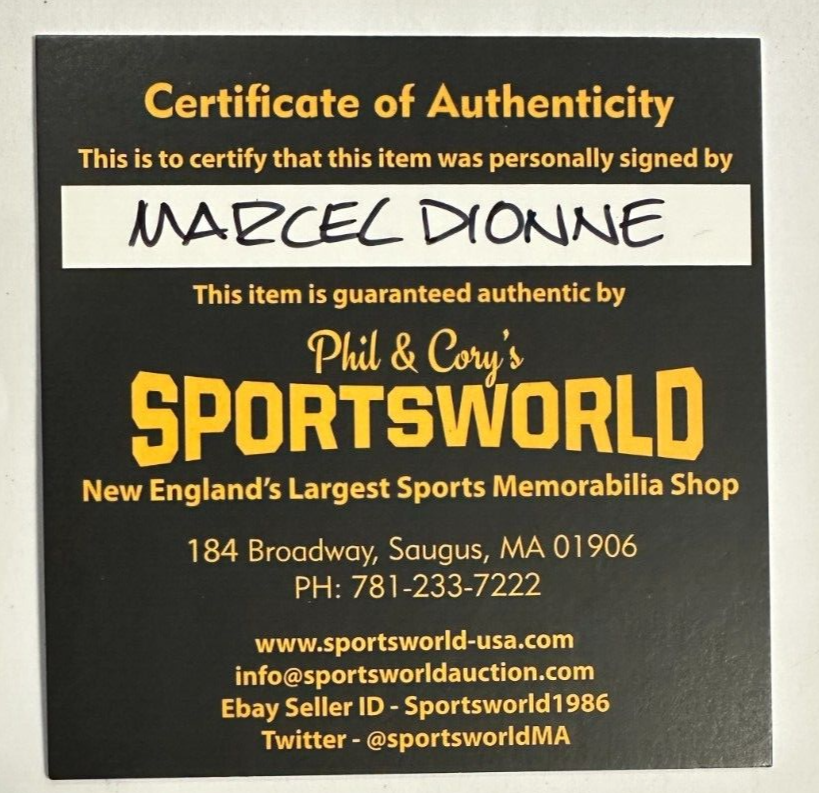 Certificate of Authenticity
This is to certify that this item was personally signed by
MARCEL DIONNE
This item is guaranteed authentic by
Phil & Cory's
SPORTSWORLD
New England's Largest Sports Memorabilia Shop
184 Broadway, Saugus, MA 01906
PH: 781-233-7222
www.sportsworld-usa.com
info@sportsworldauction.com
Ebay Seller ID - Sportsworld1986
Twitter - @sportsworldMA